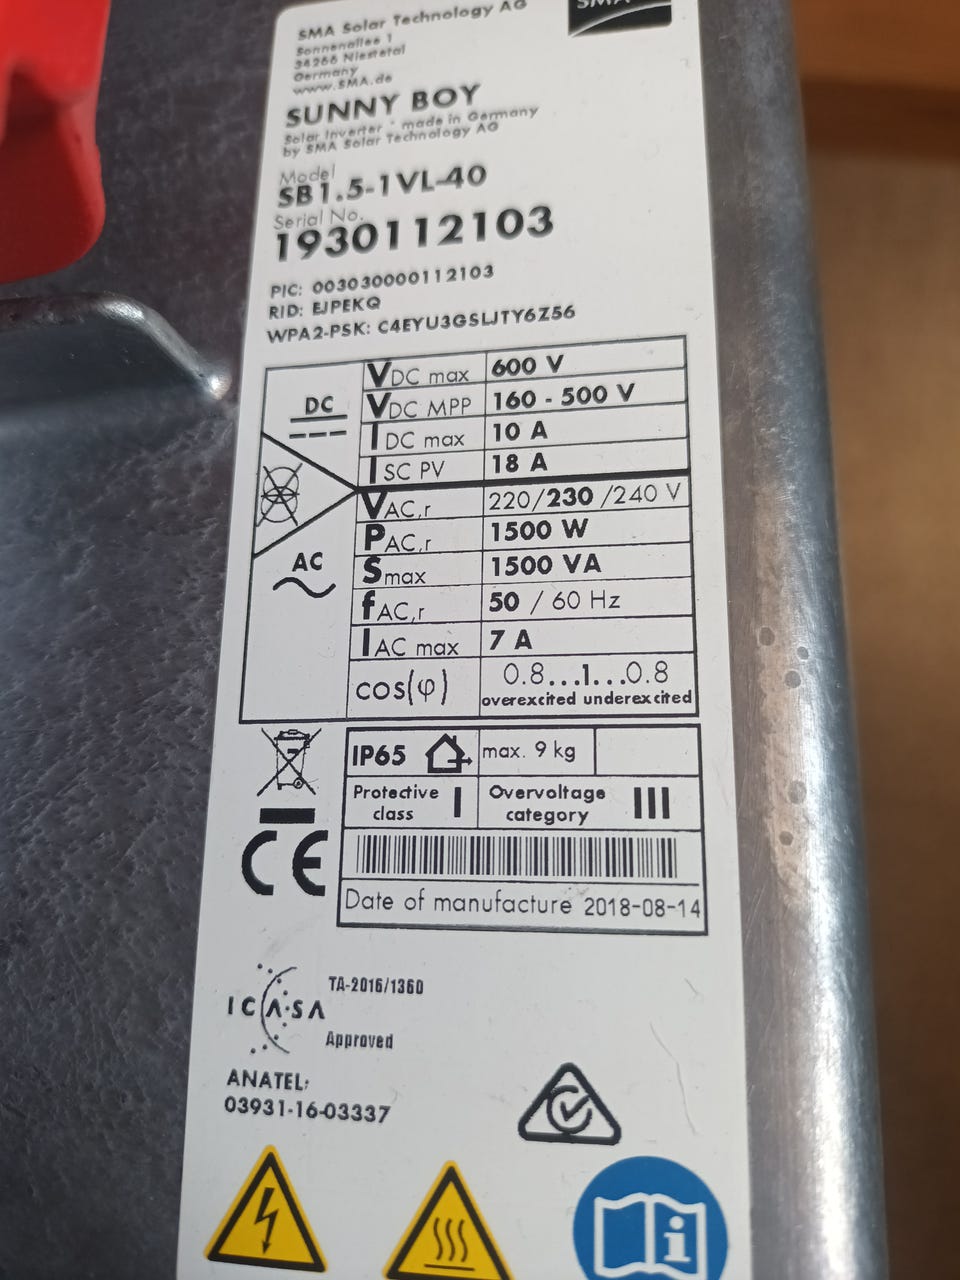 SMA Solar Technology AG
SMA
Sonnenallee 1
34266 Niestetal
Germany
www.SMA.de
SUNNY BOY
Solar Inverter - made in Germany
by SMA Solar Technology AG
Model
SB1.5-1VL-40
Serial No.
1930112103
PIC: 003030000112103
RID: EJPEKQ
WPA2-PSK: C4EYU3GSLJTY6Z56
DC
VDC max 600 V
VDC MPP 160 - 500 V
IDC max 10 A
ISC PV 18 A
AC
VAC,r 220/230/240 V
PAC,r 1500 W
Smax 1500 VA
fAC,r 50 / 60 Hz
IAC max 7 A
cos(φ) 0.8...1...0.8
overexcited underexcited
IP65 max. 9 kg
Protective class I Overvoltage category III
CE
Date of manufacture 2018-08-14
ICASA TA-2016/1360
Approved
ANATEL:
03931-16-03337
i